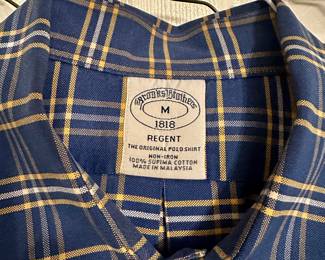 Brooks Brothers
M
1818
REGENT
THE ORIGINAL POLO SHIRT
NON-IRON
100% SUPIMA COTTON
MADE IN MALAYSIA